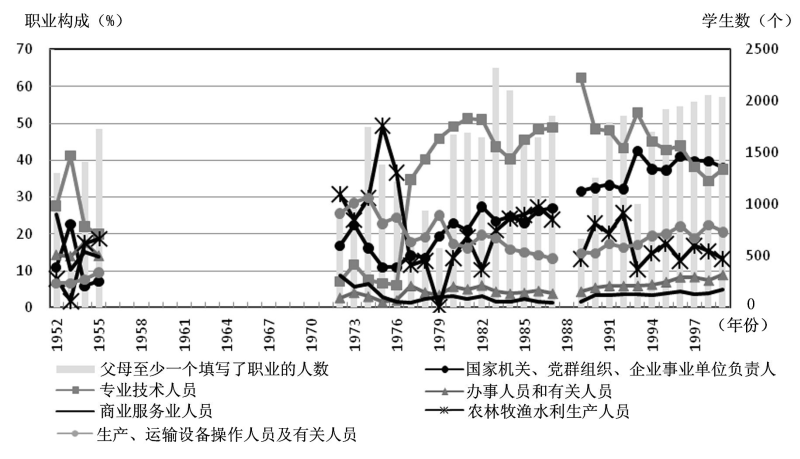 职业构成（%） 学生数（个）
70 2500
60 2000
50 1500
40 1000
30 500
20 0
10
0
1952 1955 1958 1961 1964 1967 1970 1973 1976 1979 1982 1985 1988 1991 1994 1997 （年份）
父母至少一个填写了职业的人数 国家机关、党群组织、企业事业单位负责人
专业技术人员 办事人员和有关人员
商业服务业人员 农林牧渔水利生产人员
生产、运输设备操作人员及有关人员